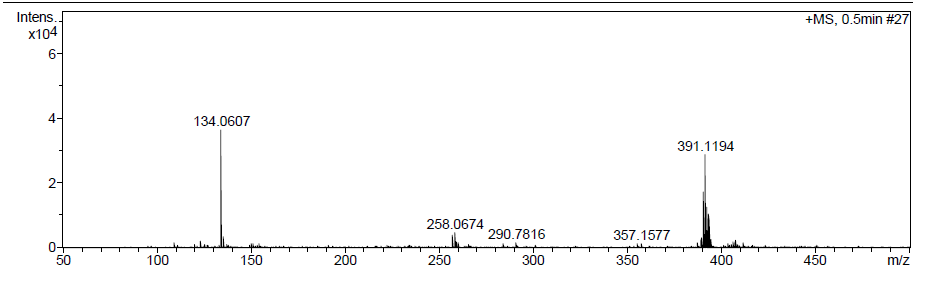 Intens.
x10⁴
+MS, 0.5min #27
6
4
2
0
134.0607
258.0674
290.7816
357.1577
391.1194
50 100 150 200 250 300 350 400 450 m/z